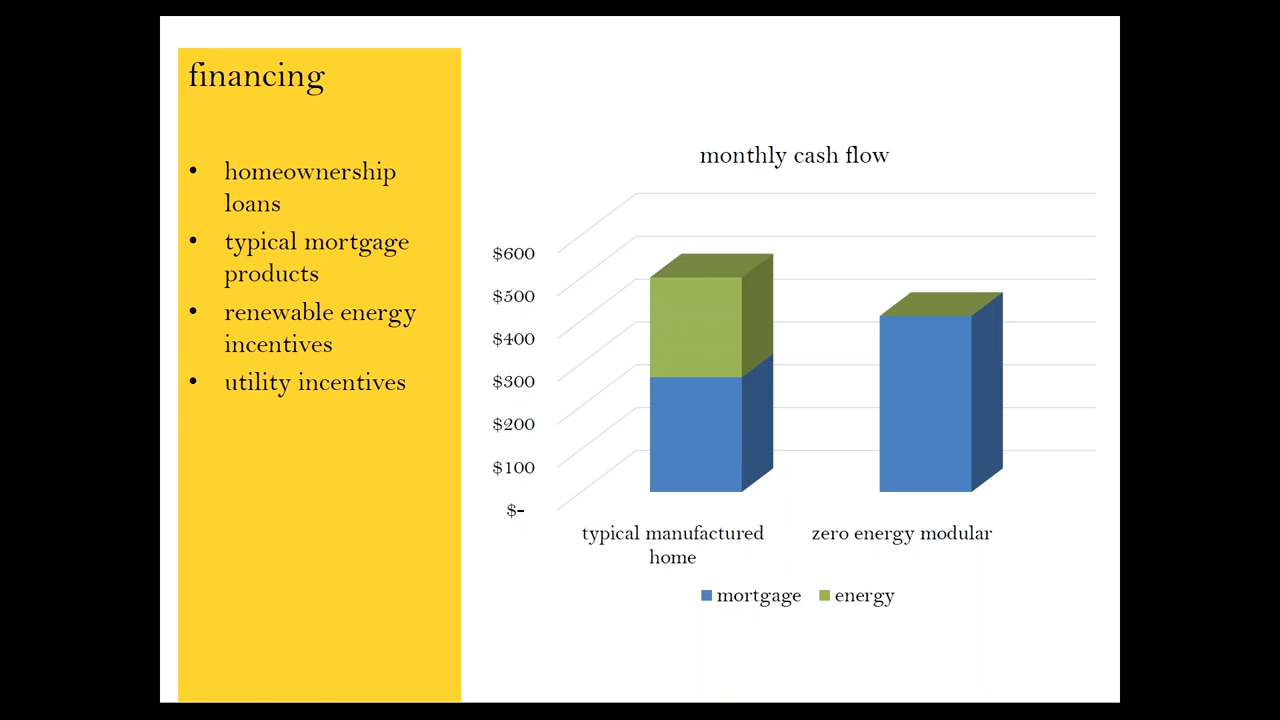 financing
• homeownership
loans
• typical mortgage
products
• renewable energy
incentives
• utility incentives
monthly cash flow
$600
$500
$400
$300
$200
$100
$-
typical manufactured
home
zero energy modular
mortgage energy